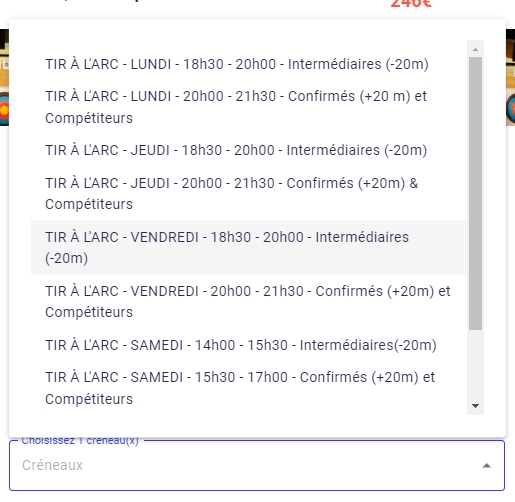 246€
TIR À L'ARC - LUNDI - 18h30 - 20h00 - Intermédiaires (-20m)
TIR À L'ARC - LUNDI - 20h00 - 21h30 - Confirmés (+20 m) et
Compétiteurs
TIR À L'ARC - JEUDI - 18h30 - 20h00 - Intermédiaires (-20m)
TIR À L'ARC - JEUDI - 20h00 - 21h30 - Confirmés (+20m) &
Compétiteurs
TIR À L'ARC - VENDREDI - 18h30 - 20h00 - Intermédiaires
(-20m)
TIR À L'ARC - VENDREDI - 20h00 - 21h30 - Confirmés (+20m) et
Compétiteurs
TIR À L'ARC - SAMEDI - 14h00 - 15h30 - Intermédiaires(-20m)
TIR À L'ARC - SAMEDI - 15h30 - 17h00 - Confirmés (+20m) et
Compétiteurs
Choisissez 1 créneau(x)
Créneaux